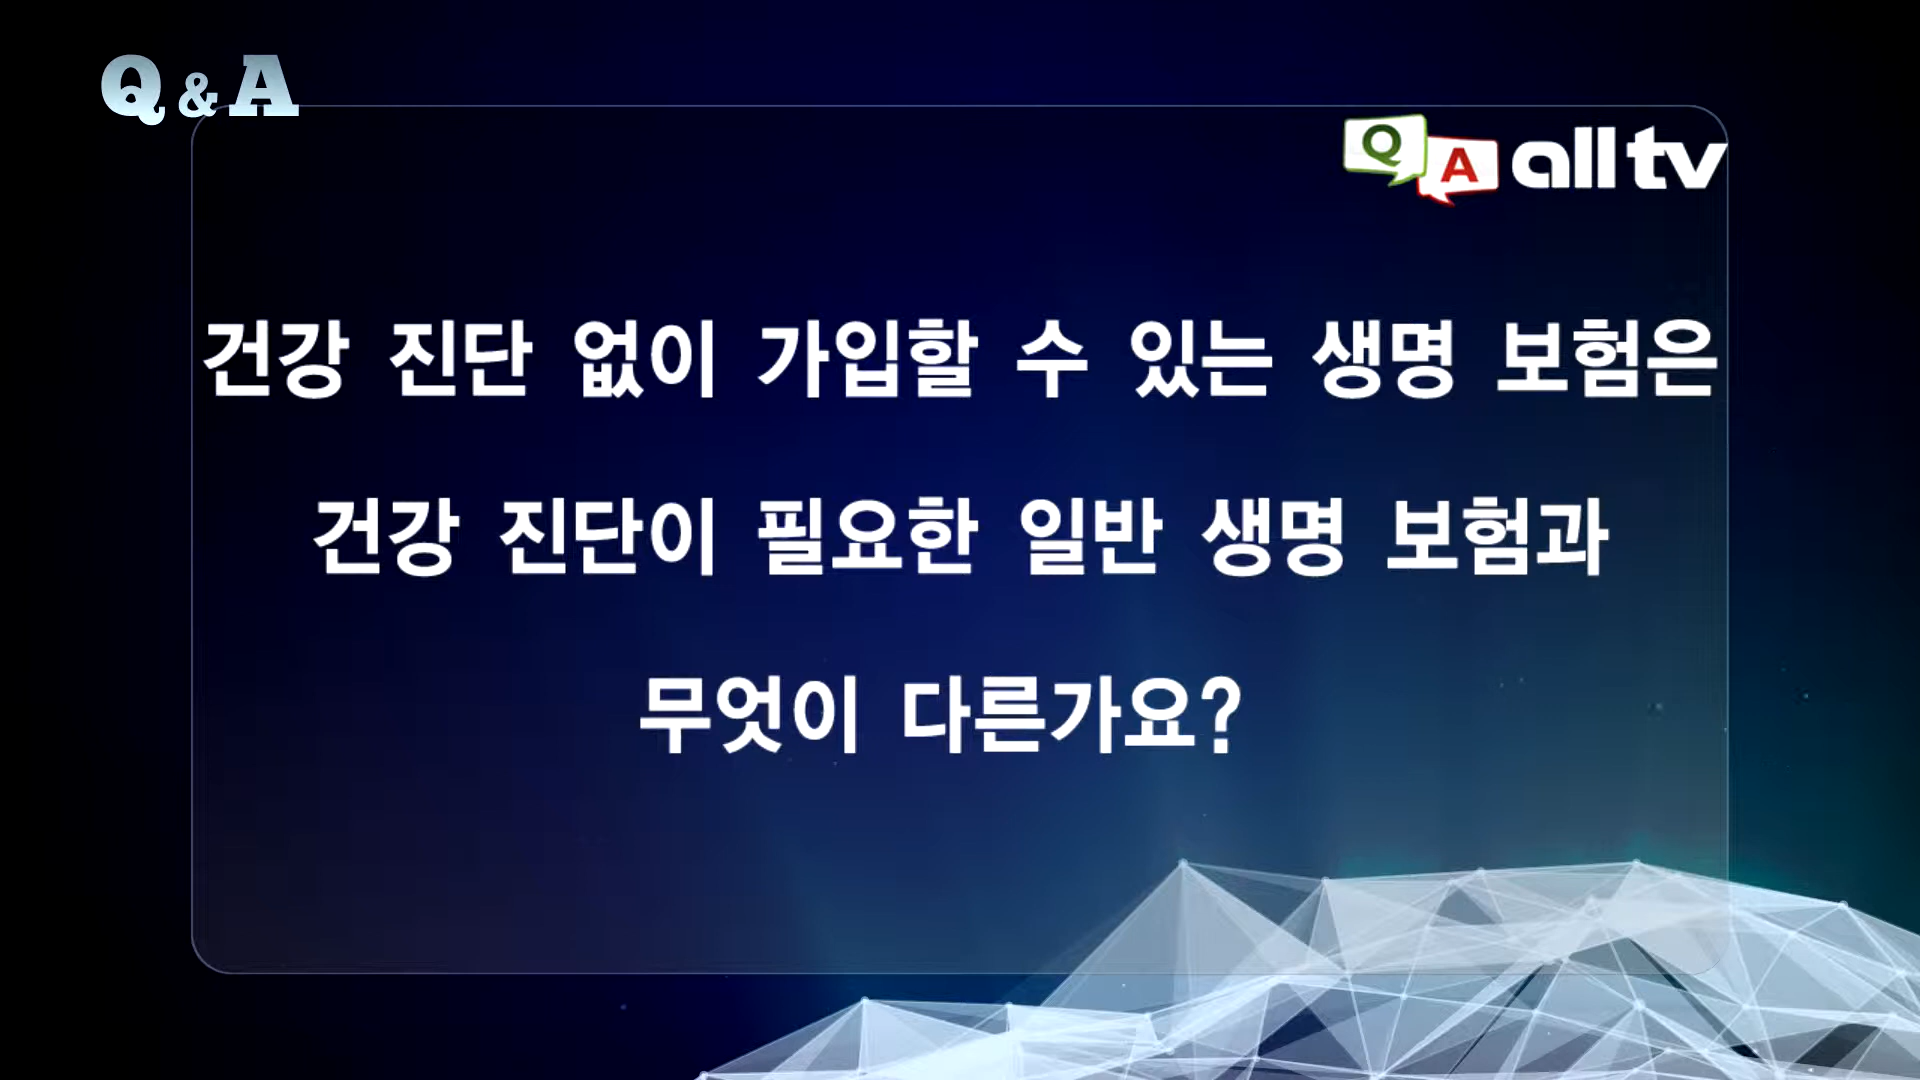 Q & A
Q A all tv
건강 진단 없이 가입할 수 있는 생명 보험은
건강 진단이 필요한 일반 생명 보험과
무엇이 다른가요?